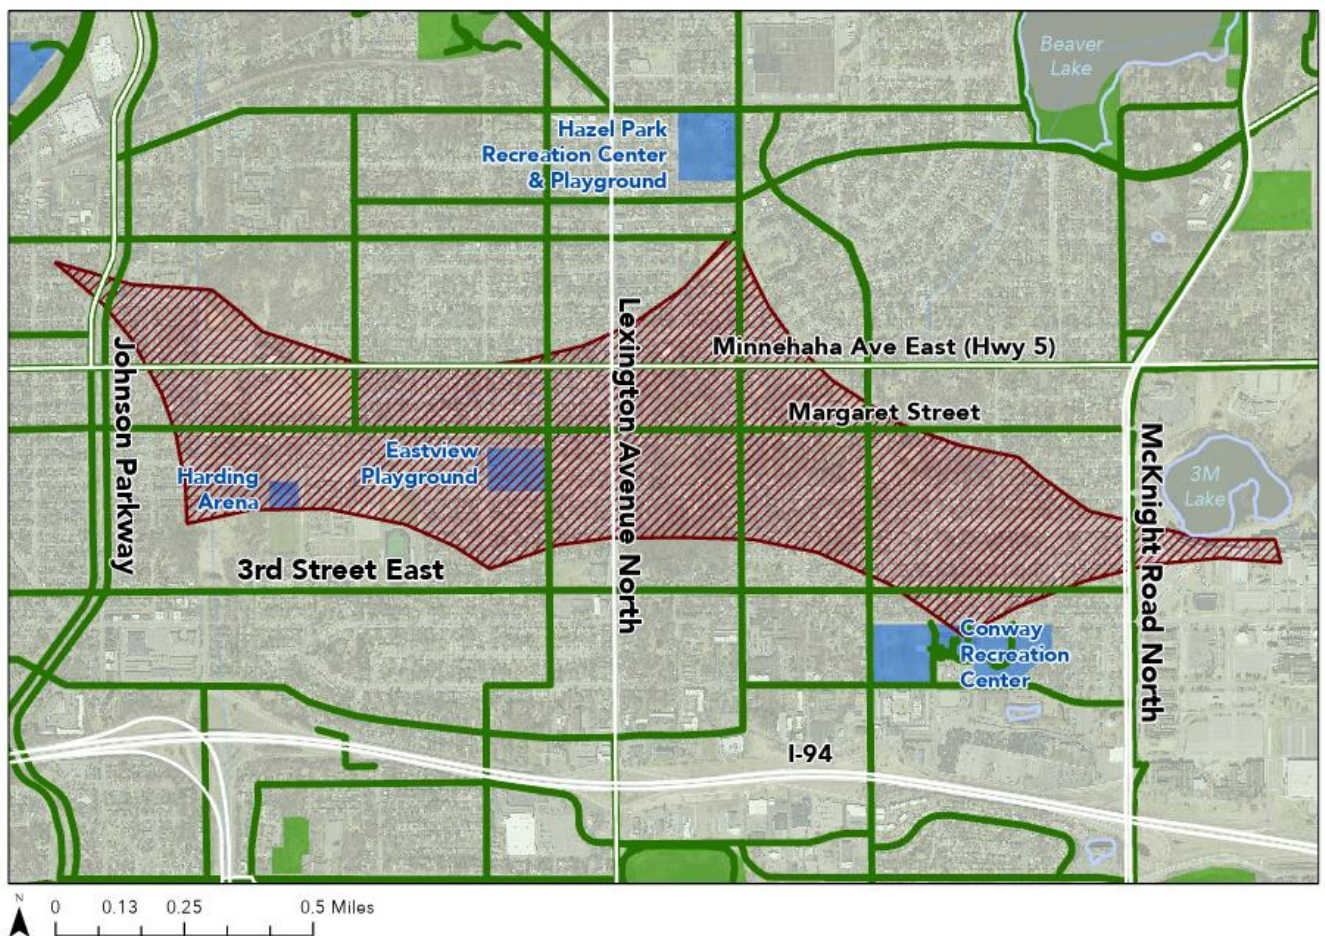 Beaver
Lake
Hazel Park
Recreation Center
& Playground
Lexington Avenue North
Minnehaha Ave East (Hwy 5)
Johnson Parkway
Margaret Street
McKnight Road North
Eastview
Playground
Harding
Arena
3M
Lake
3rd Street East
Conway
Recreation
Center
I-94
N
0 0.13 0.25 0.5 Miles